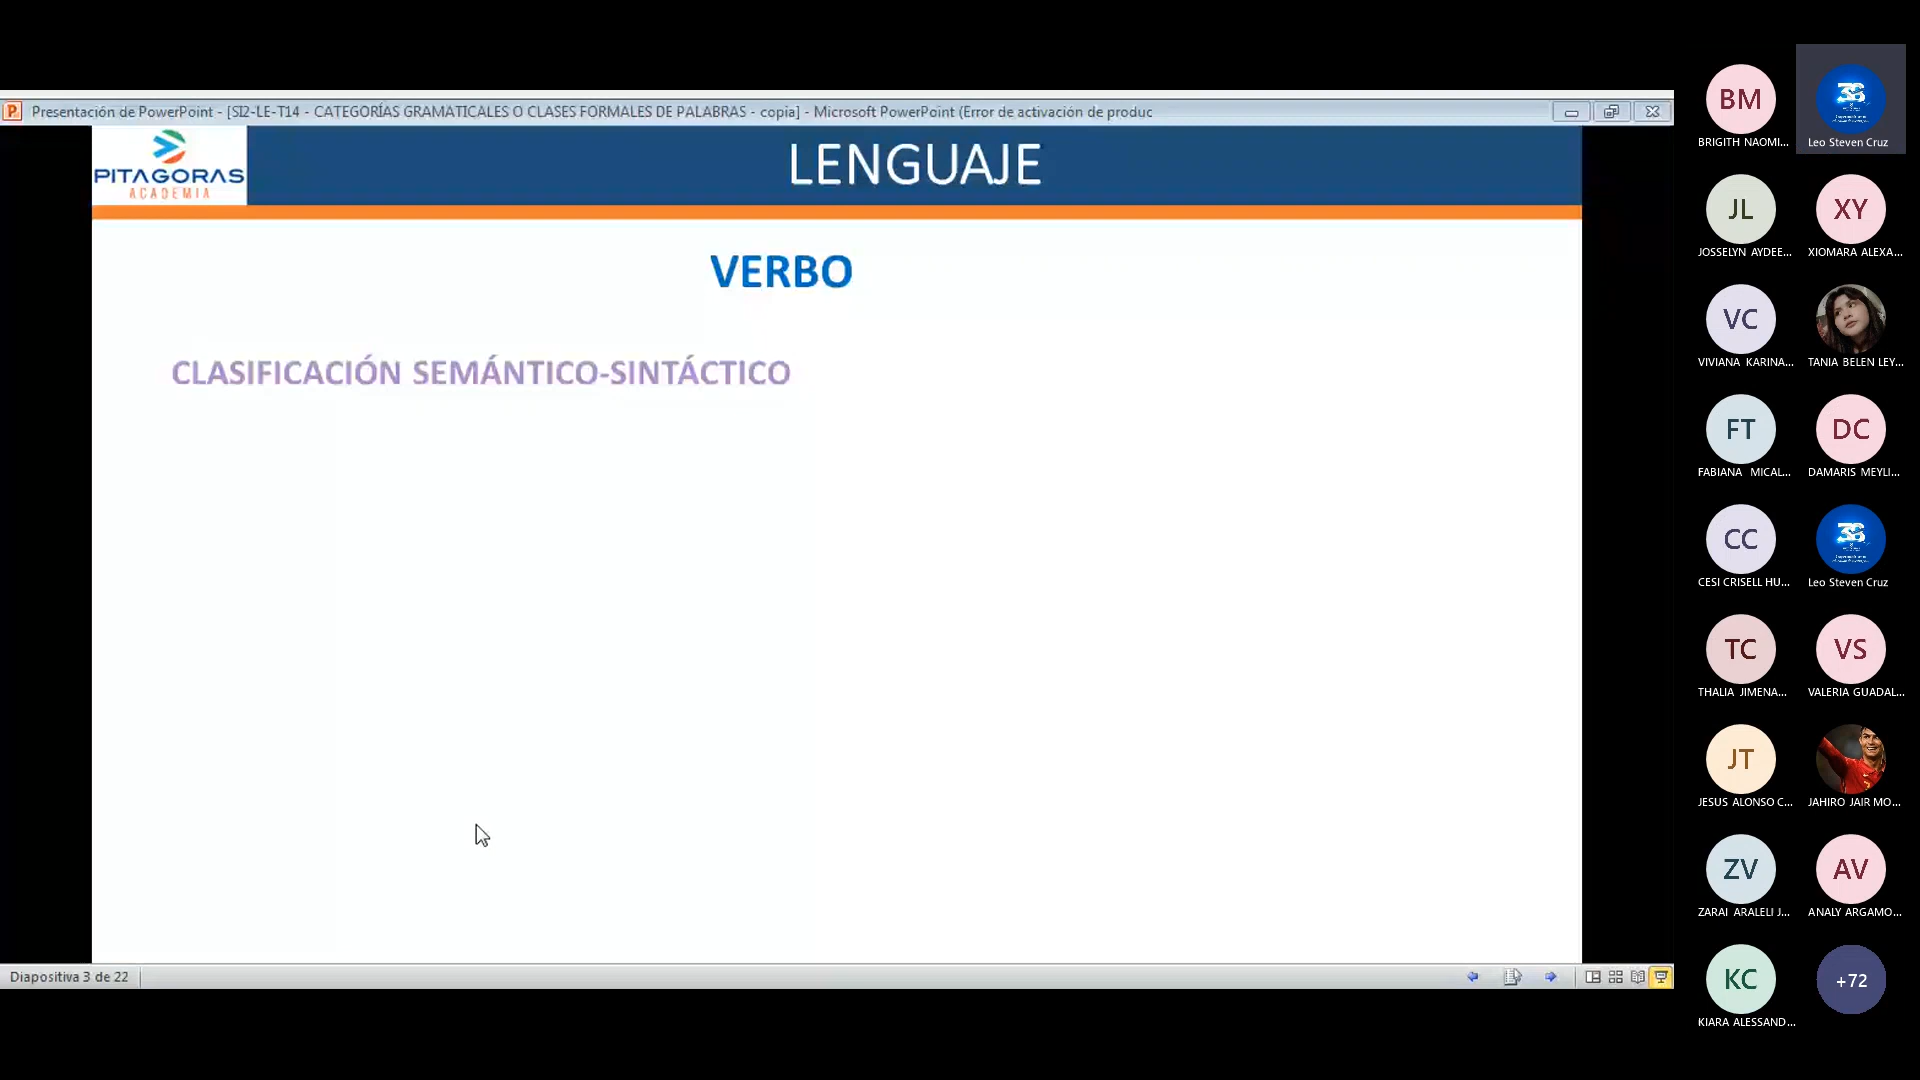 Presentación de PowerPoint - [SI2-LE-T14 - CATEGORÍAS GRAMATICALES O CLASES FORMALES DE PALABRAS - copia] - Microsoft PowerPoint (Error de activación de produc
PITAGORAS
ACADEMIA
LENGUAJE
VERBO
CLASIFICACIÓN SEMÁNTICO-SINTÁCTICO
Diapositiva 3 de 22
BM
BRIGITH NAOMI...
38
Leo Steven Cruz
JL
JOSSELYN AYDEE...
XY
XIOMARA ALEXA...
VC
VIVIANA KARINA...
TANIA BELEN LEY...
FT
FABIANA MICAL...
DC
DAMARIS MEYLI...
CC
CESI CRISELL HU...
38
Leo Steven Cruz
TC
THALIA JIMENA...
VS
VALERIA GUADAL...
JT
JESUS ALONSO C...
JAHIRO JAIR MO...
ZV
ZARAI ARALELI J...
AV
ANALY ARGAMO...
KC
KIARA ALESSAND...
+72